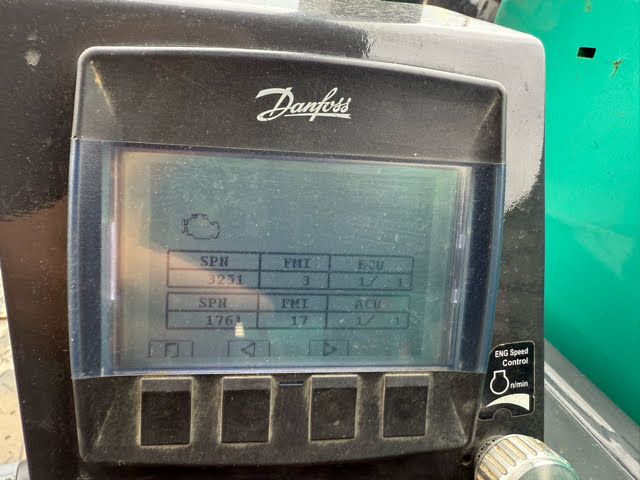 Danfoss
SPN FMI ECU
3251 3 1/ 1
SPN FMI ACU
1761 17 1/ 1
ENG Speed
Control
n/min